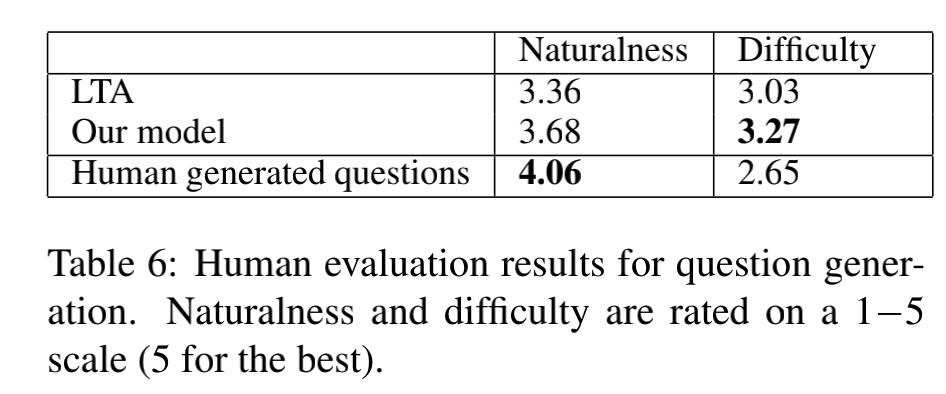 Naturalness Difficulty
LTA 3.36 3.03
Our model 3.68 3.27
Human generated questions 4.06 2.65
Table 6: Human evaluation results for question gener-
ation. Naturalness and difficulty are rated on a 1−5
scale (5 for the best).